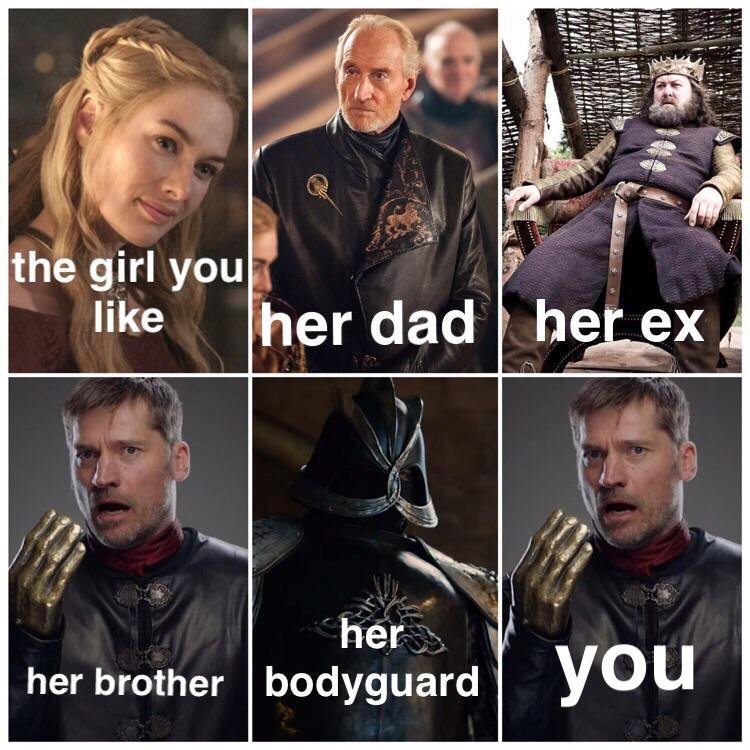 the girl you
like
her dad
her ex
her brother
her
bodyguard
you